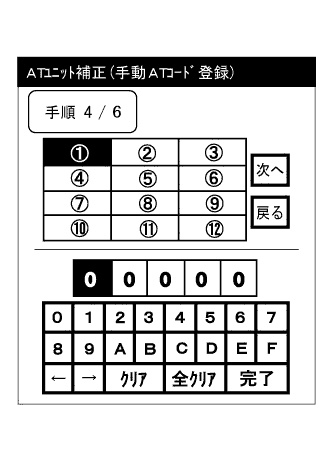 ATユニット補正(手動ATコード登録)
手順 4 / 6
① ② ③
④ ⑤ ⑥ 次へ
⑦ ⑧ ⑨ 戻る
⑩ ⑪ ⑫
0 0 0 0 0
0 1 2 3 4 5 6 7
8 9 A B C D E F
← → クリア 全クリア 完了